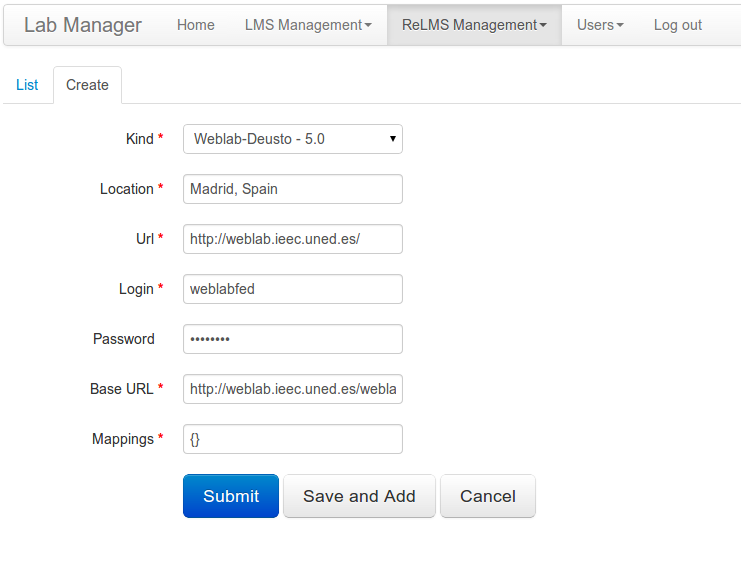 Lab Manager Home LMS Management ReLMS Management Users Log out
List Create
Kind * Weblab-Deusto - 5.0
Location * Madrid, Spain
Url * http://weblab.ieec.uned.es/
Login * weblabfed
Password ••••••••
Base URL * http://weblab.ieec.uned.es/webla
Mappings * {}
Submit Save and Add Cancel